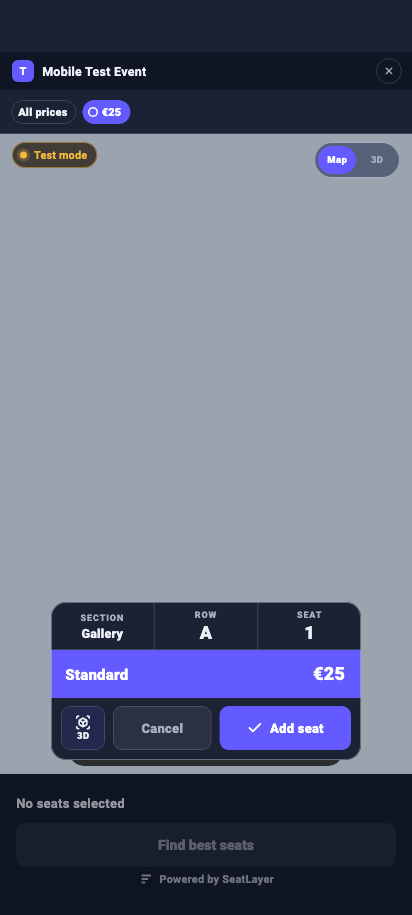 T Mobile Test Event
All prices €25
Test mode
Map 3D
SECTION ROW SEAT
Gallery A 1
Standard €25
3D Cancel Add seat
No seats selected
Find best seats
Powered by SeatLayer